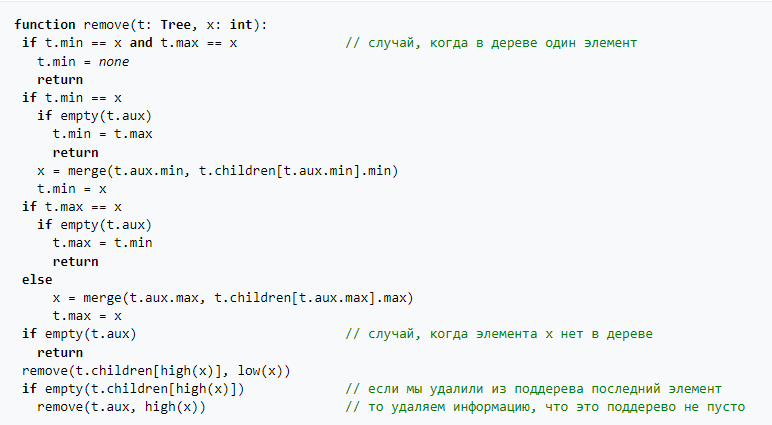 function remove(t: Tree, x: int):
if t.min == x and t.max == x // случай, когда в дереве один элемент
t.min = none
return
if t.min == x
if empty(t.aux)
t.min = t.max
return
x = merge(t.aux.min, t.children[t.aux.min].min)
t.min = x
if t.max == x
if empty(t.aux)
t.max = t.min
return
else
x = merge(t.aux.max, t.children[t.aux.max].max)
t.max = x
if empty(t.aux) // случай, когда элемента x нет в дереве
return
remove(t.children[high(x)], low(x))
if empty(t.children[high(x)]) // если мы удалили из поддерева последний элемент
remove(t.aux, high(x)) // то удаляем информацию, что это поддерево не пусто